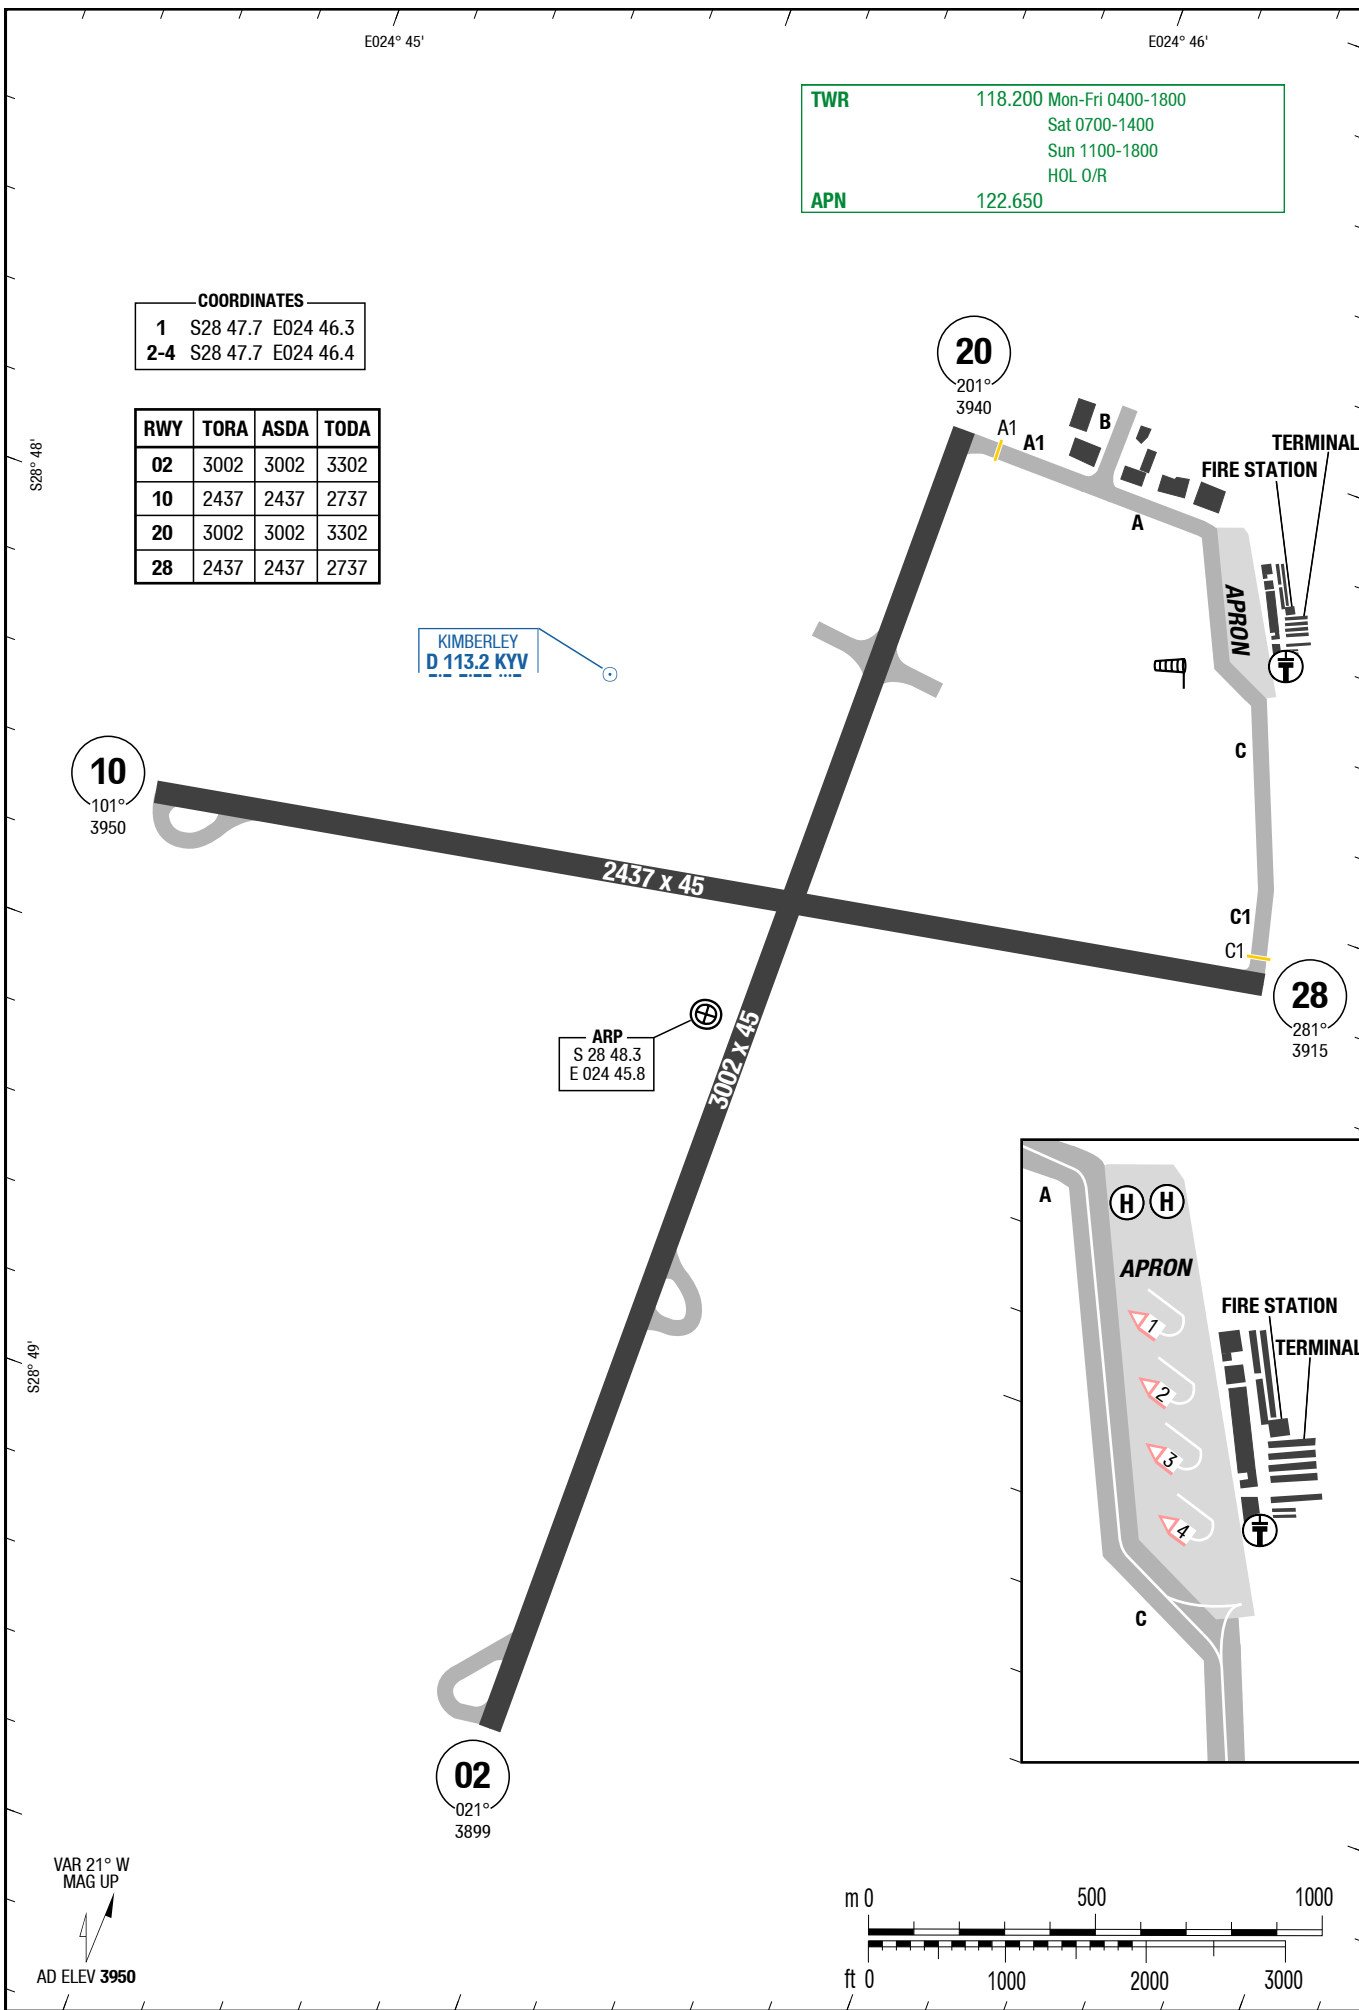 E024° 45'
E024° 46'
TWR 118.200 Mon-Fri 0400-1800
Sat 0700-1400
Sun 1100-1800
HOL O/R
APN 122.650
COORDINATES
1 S28 47.7 E024 46.3
2-4 S28 47.7 E024 46.4
RWY TORA ASDA TODA
02 3002 3002 3302
10 2437 2437 2737
20 3002 3002 3302
28 2437 2437 2737
S28° 48'
20
201°
3940
A1
A1
B
A
TERMINAL
FIRE STATION
APRON
KIMBERLEY
D 113.2 KYV
C
10
101°
3950
2437 x 45
C1
C1
28
281°
3915
ARP
S 28 48.3
E 024 45.8
3002 x 45
A
H H
APRON
FIRE STATION
TERMINAL
1
2
3
4
C
S28° 49'
02
021°
3899
VAR 21° W
MAG UP
AD ELEV 3950
m 0 500 1000
ft 0 1000 2000 3000